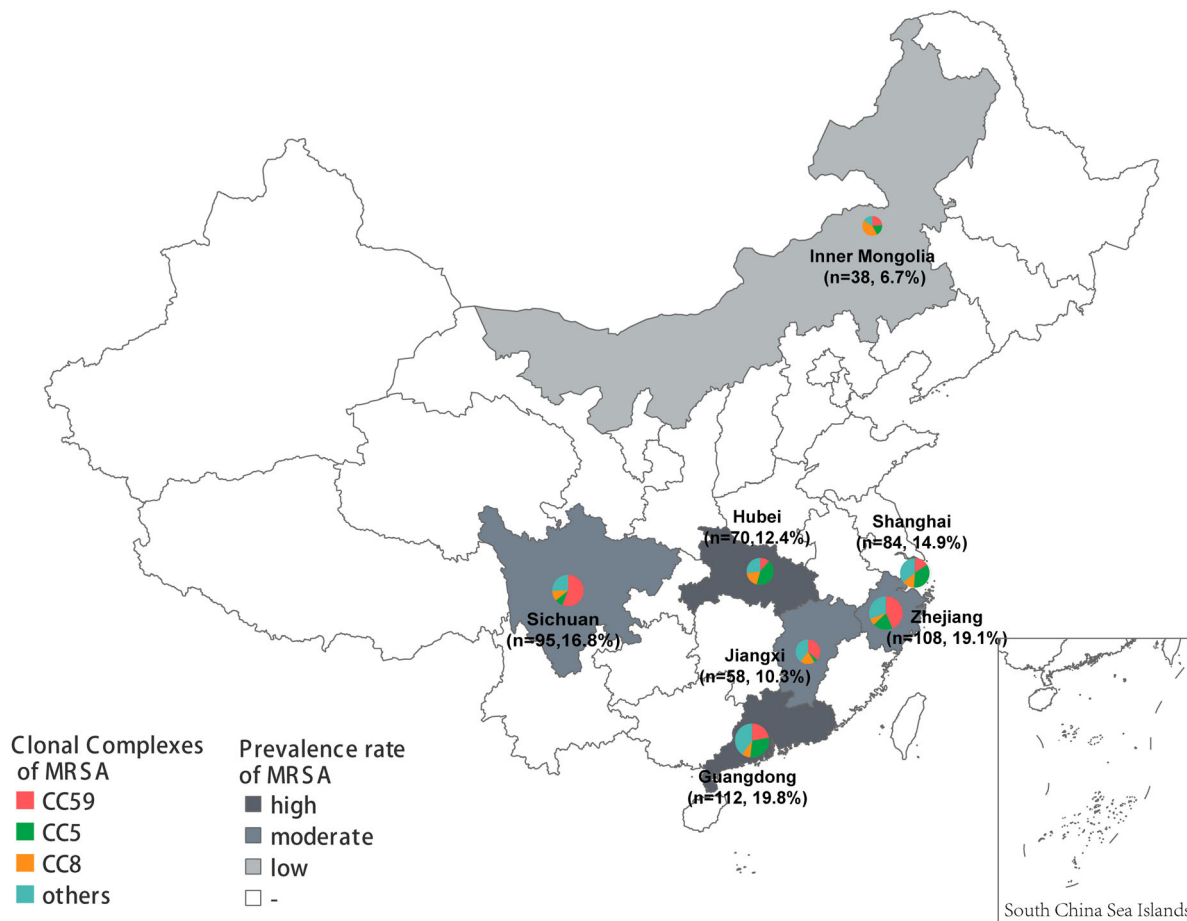 Inner Mongolia
(n=38, 6.7%)
Hubei
(n=70,12.4%)
Shanghai
(n=84, 14.9%)
Sichuan
(n=95,16.8%)
Zhejiang
(n=108, 19.1%)
Jiangxi
(n=58, 10.3%)
Guangdong
(n=112, 19.8%)
Clonal Complexes
of MRSA
CC59
CC5
CC8
others
Prevalence rate
of MRSA
high
moderate
low
-
South China Sea Islands